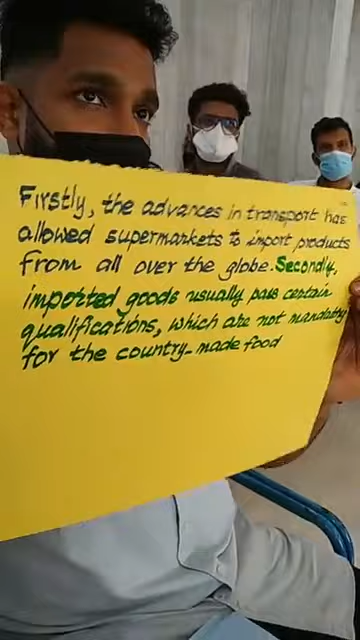 Firstly, the advances in transport has
allowed supermarkets to import products
from all over the globe. Secondly,
imported goods usually pass certain
qualifications, which are not mandatory
for the country-made food